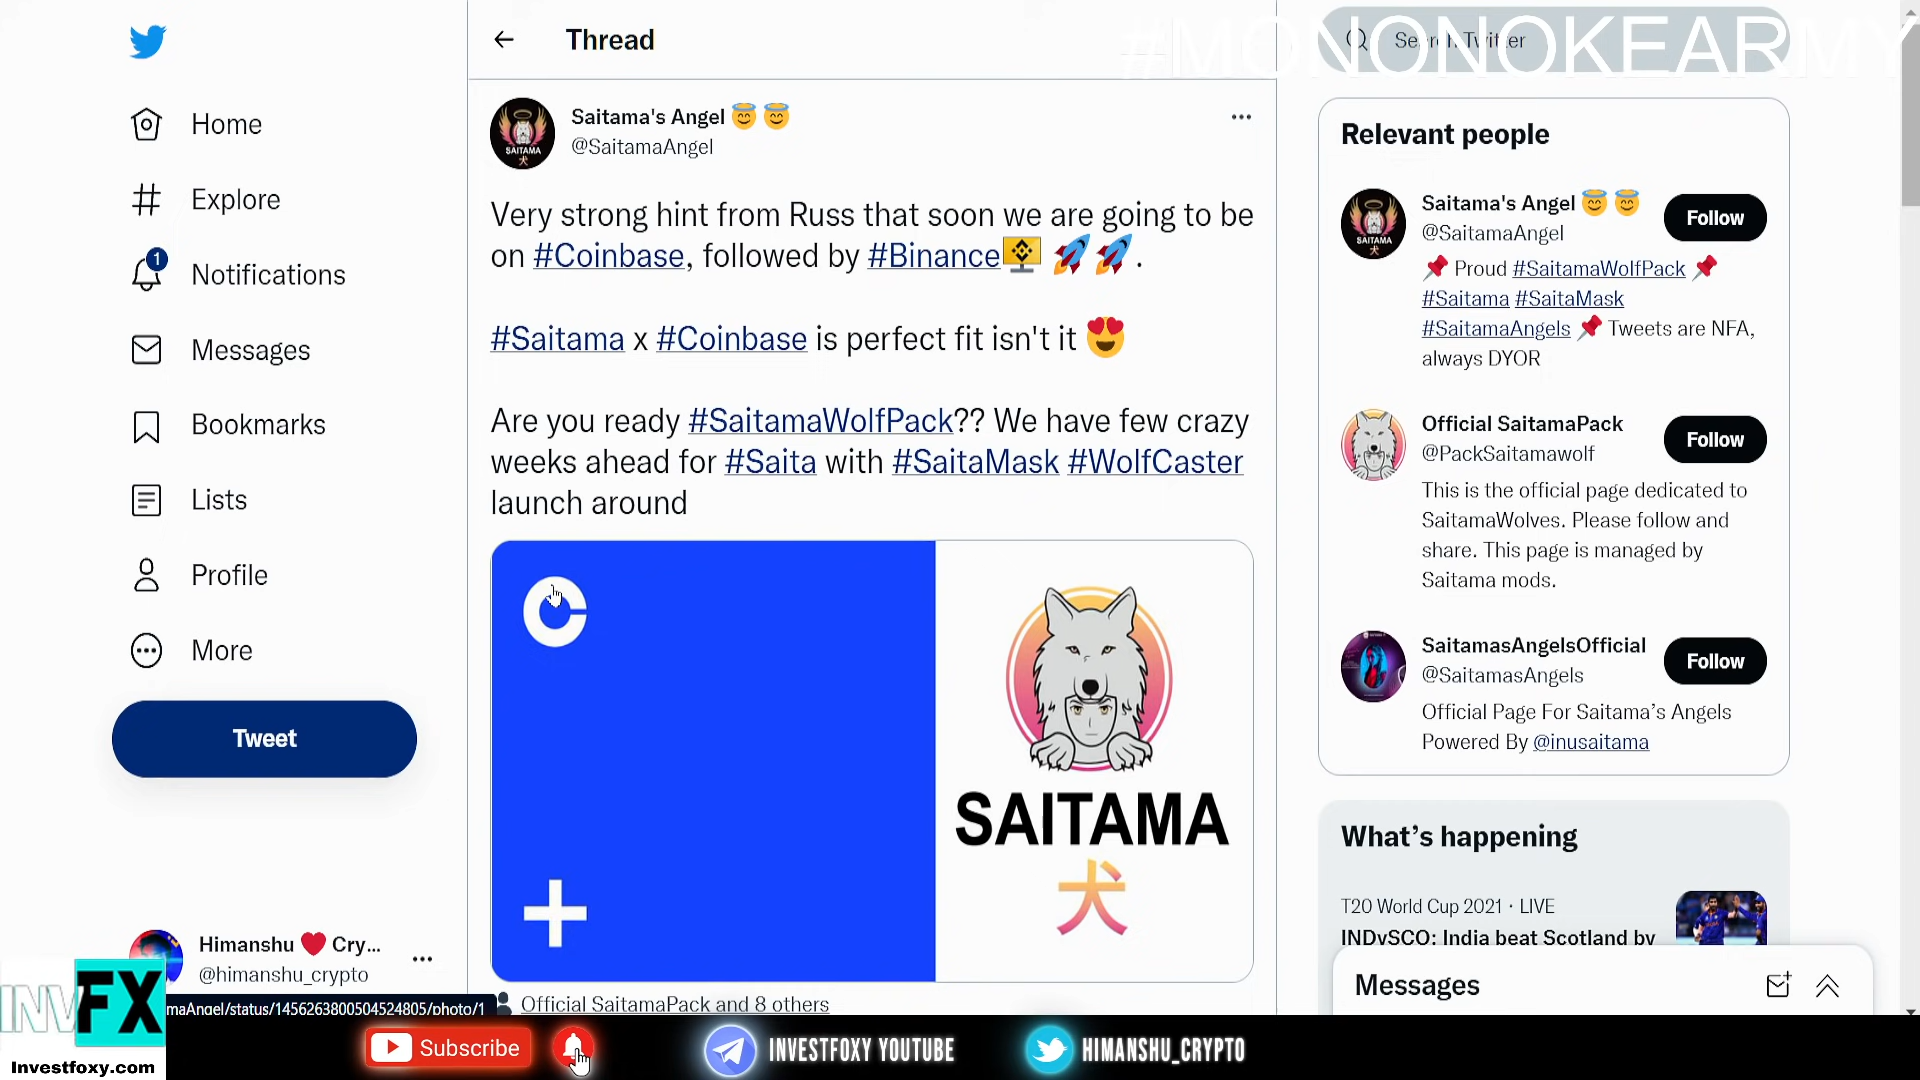 #MONONOKEARMY
Thread
Search Twitter
Home
Explore
1
Notifications
Messages
Bookmarks
Lists
Profile
More
Tweet
Himanshu ❤️ Cry...
@himanshu_crypto
Saitama's Angel 😇 😇
@SaitamaAngel
Very strong hint from Russ that soon we are going to be
on #Coinbase, followed by #Binance 🚀 🚀.
#Saitama x #Coinbase is perfect fit isn't it 😍
Are you ready #SaitamaWolfPack?? We have few crazy
weeks ahead for #Saita with #SaitaMask #WolfCaster
launch around
SAITAMA
犬
Official SaitamaPack and 8 others
Relevant people
Saitama's Angel 😇 😇
@SaitamaAngel
Follow
📌 Proud #SaitamaWolfPack 📌
#Saitama #SaitaMask
#SaitamaAngels 📌 Tweets are NFA,
always DYOR
Official SaitamaPack
@PackSaitamawolf
Follow
This is the official page dedicated to
SaitamaWolves. Please follow and
share. This page is managed by
Saitama mods.
SaitamasAngelsOfficial
@SaitamasAngels
Follow
Official Page For Saitama's Angels
Powered By @inusaitama
What's happening
T20 World Cup 2021 · LIVE
INDvSCO: India beat Scotland by
Messages
maAngel/status/1456263800504524805/photo/1
INVFX
Investfoxy.com
Subscribe
INVESTFOXY YOUTUBE
HIMANSHU_CRYPTO